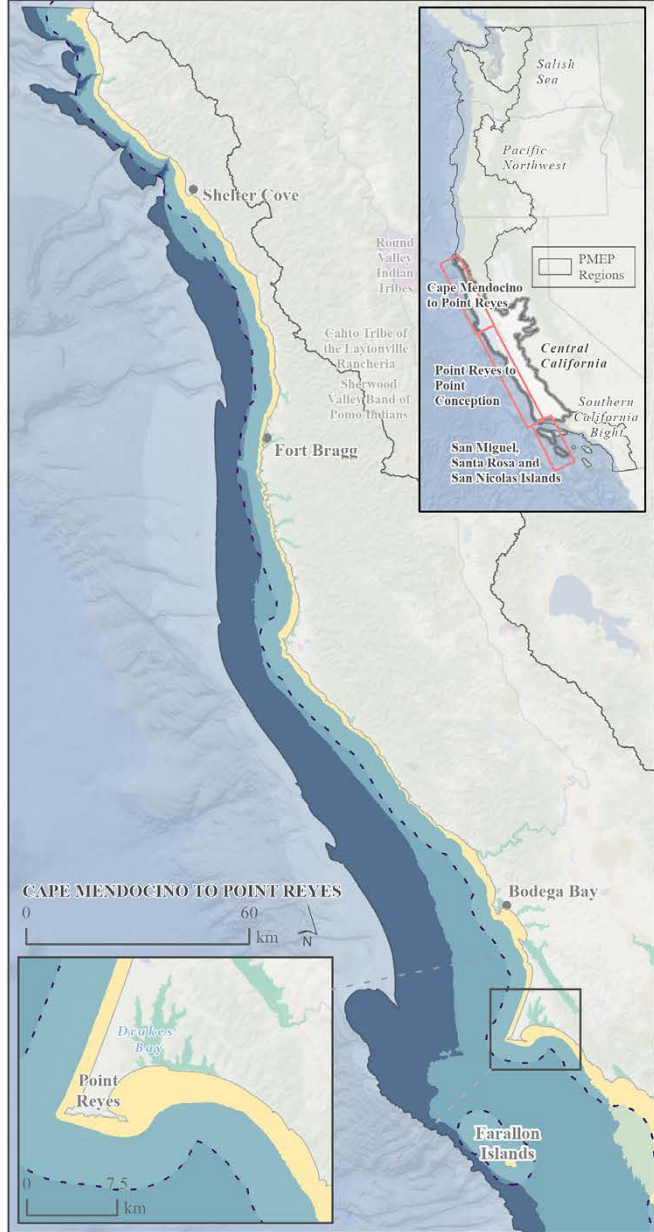 Shelter Cove
Round
Valley
Indian
Tribes
Cahto Tribe of
the Laytonville
Rancheria
Sherwood
Valley Band of
Pomo Indians
Fort Bragg
Salish
Sea
Pacific
Northwest
PMEP
Regions
Cape Mendocino
to Point Reyes
Central
California
Point Reyes to
Point
Conception
Southern
California
Bight
San Miguel,
Santa Rosa and
San Nicolas Islands
CAPE MENDOCINO TO POINT REYES
0 60
km
N
Bodega Bay
Drakes
Bay
Point
Reyes
0 7.5
km
Farallon
Islands